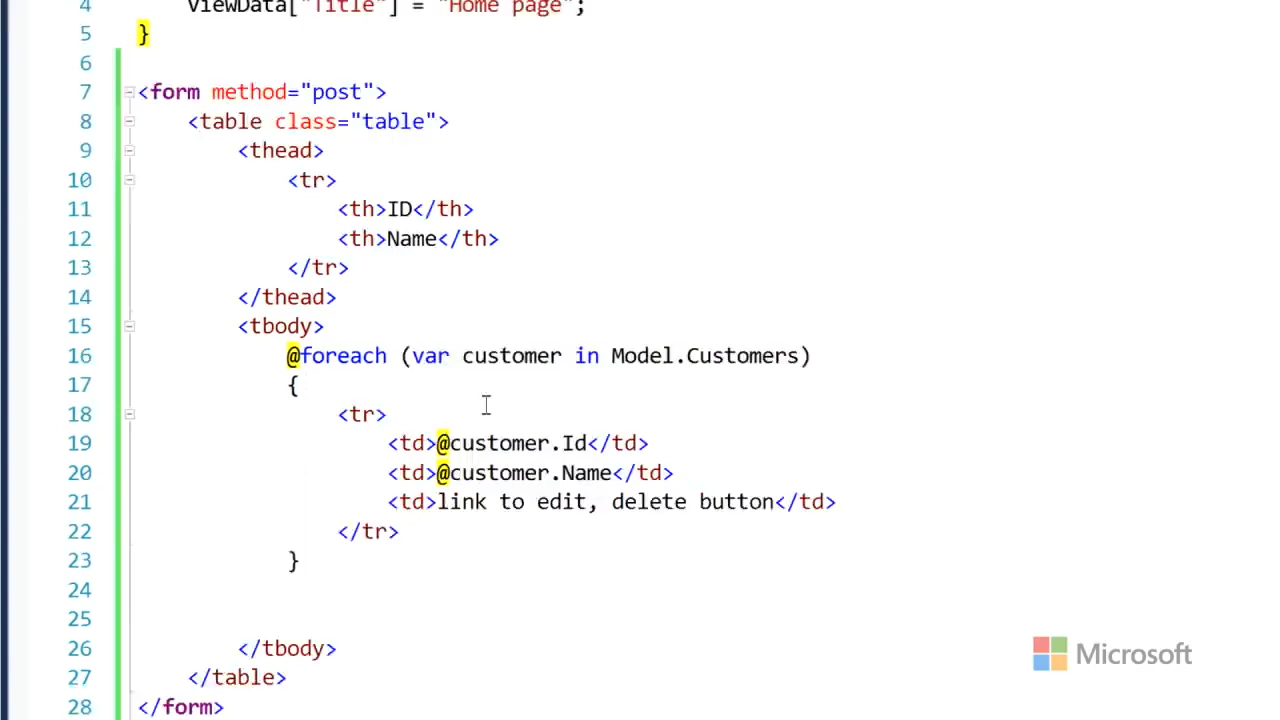 4 ViewData["Title"] = "Home page";
5 }
6
7 <form method="post">
8 <table class="table">
9 <thead>
10 <tr>
11 <th>ID</th>
12 <th>Name</th>
13 </tr>
14 </thead>
15 <tbody>
16 @foreach (var customer in Model.Customers)
17 {
18 <tr>
19 <td>@customer.Id</td>
20 <td>@customer.Name</td>
21 <td>link to edit, delete button</td>
22 </tr>
23 }
24
25
26 </tbody>
27 </table>
28 </form>
Microsoft